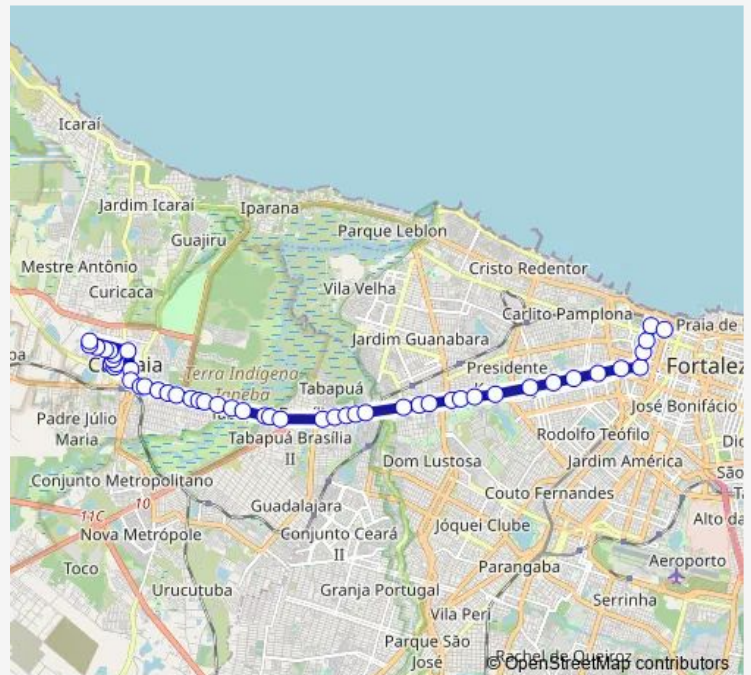 Icaraí
Jardim Icaraí
Iparana
Guajiru
Parque Leblon
Mestre Antônio
Cristo Redentor
Curicaca
Vila Velha
Carlito Pamplona
Praia de
Jardim Guanabara
Terra Indígena
Tapeba
Presidente
Fortalez
Tabapuá
Padre Júlio
Maria
José Bonifácio
Tabapuá Brasília
II
Rodolfo Teófilo
Dom Lustosa
Jardim América
São
Conjunto Metropolitano
Couto Fernandes
11C
10
Guadalajara
Alto da
Nova Metrópole
Conjunto Ceará
II
Jóquei Clube
Toco
Parangaba
Aeroporto
Urucutuba
Granja Portugal
Serrinha
Vila Peri
Parque São
José
Rachel de Queiroz
© OpenStreetMap contributors